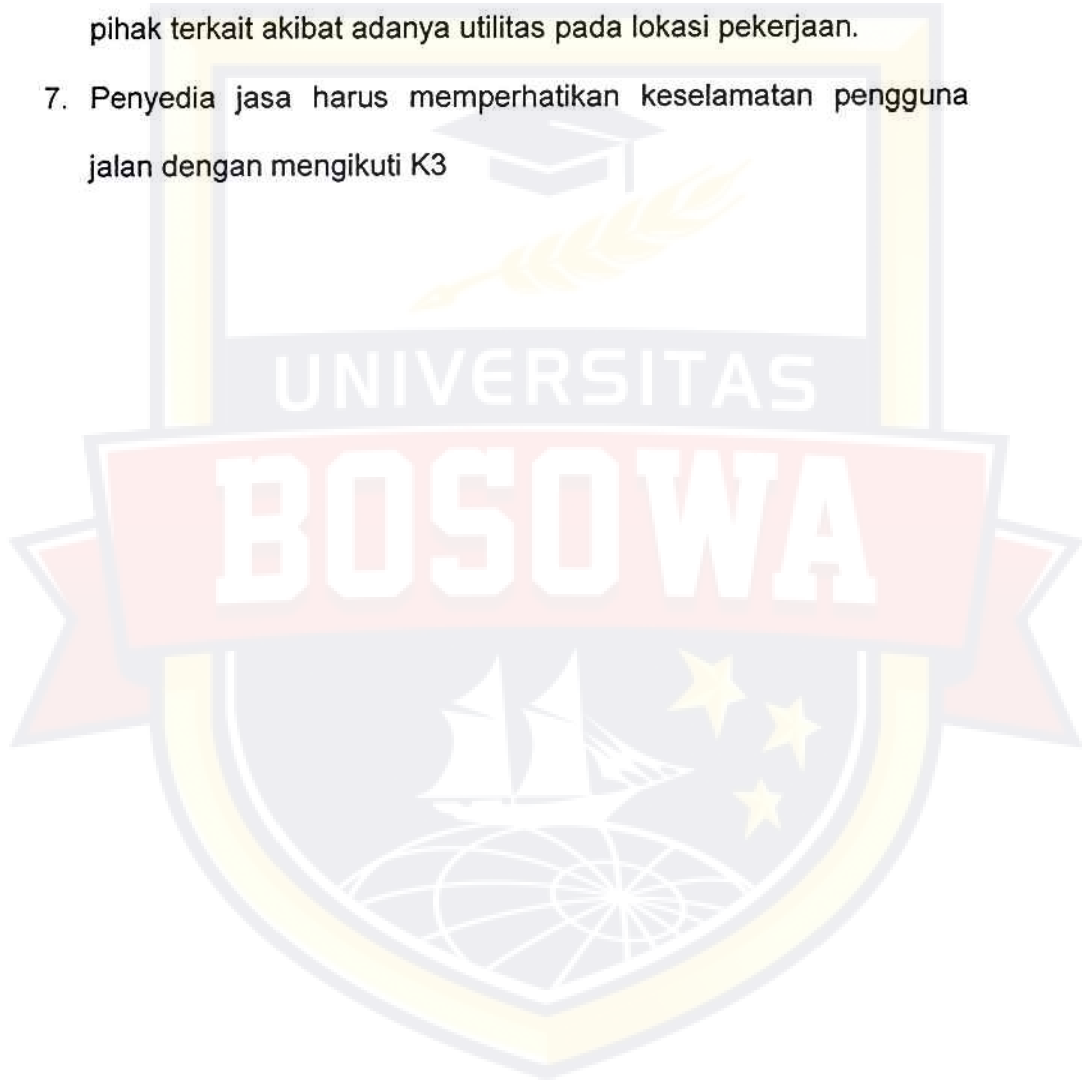 pihak terkait akibat adanya utilitas pada lokasi pekerjaan.
7. Penyedia jasa harus memperhatikan keselamatan pengguna
jalan dengan mengikuti K3
UNIVERSITAS
BOSOWA